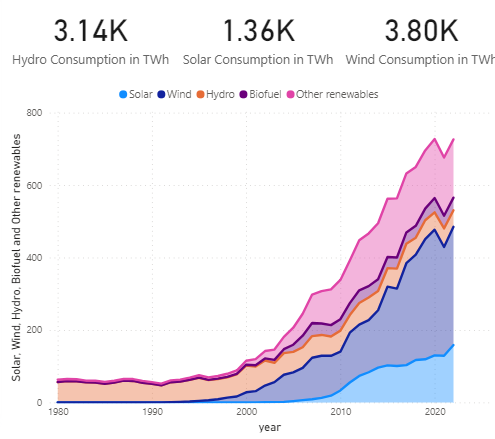 3.14K 1.36K 3.80K
Hydro Consumption in TWh Solar Consumption in TWh Wind Consumption in TWh
Solar Wind Hydro Biofuel Other renewables
Solar, Wind, Hydro, Biofuel and Other renewables
800
600
400
200
0
1980 1990 2000 2010 2020
year